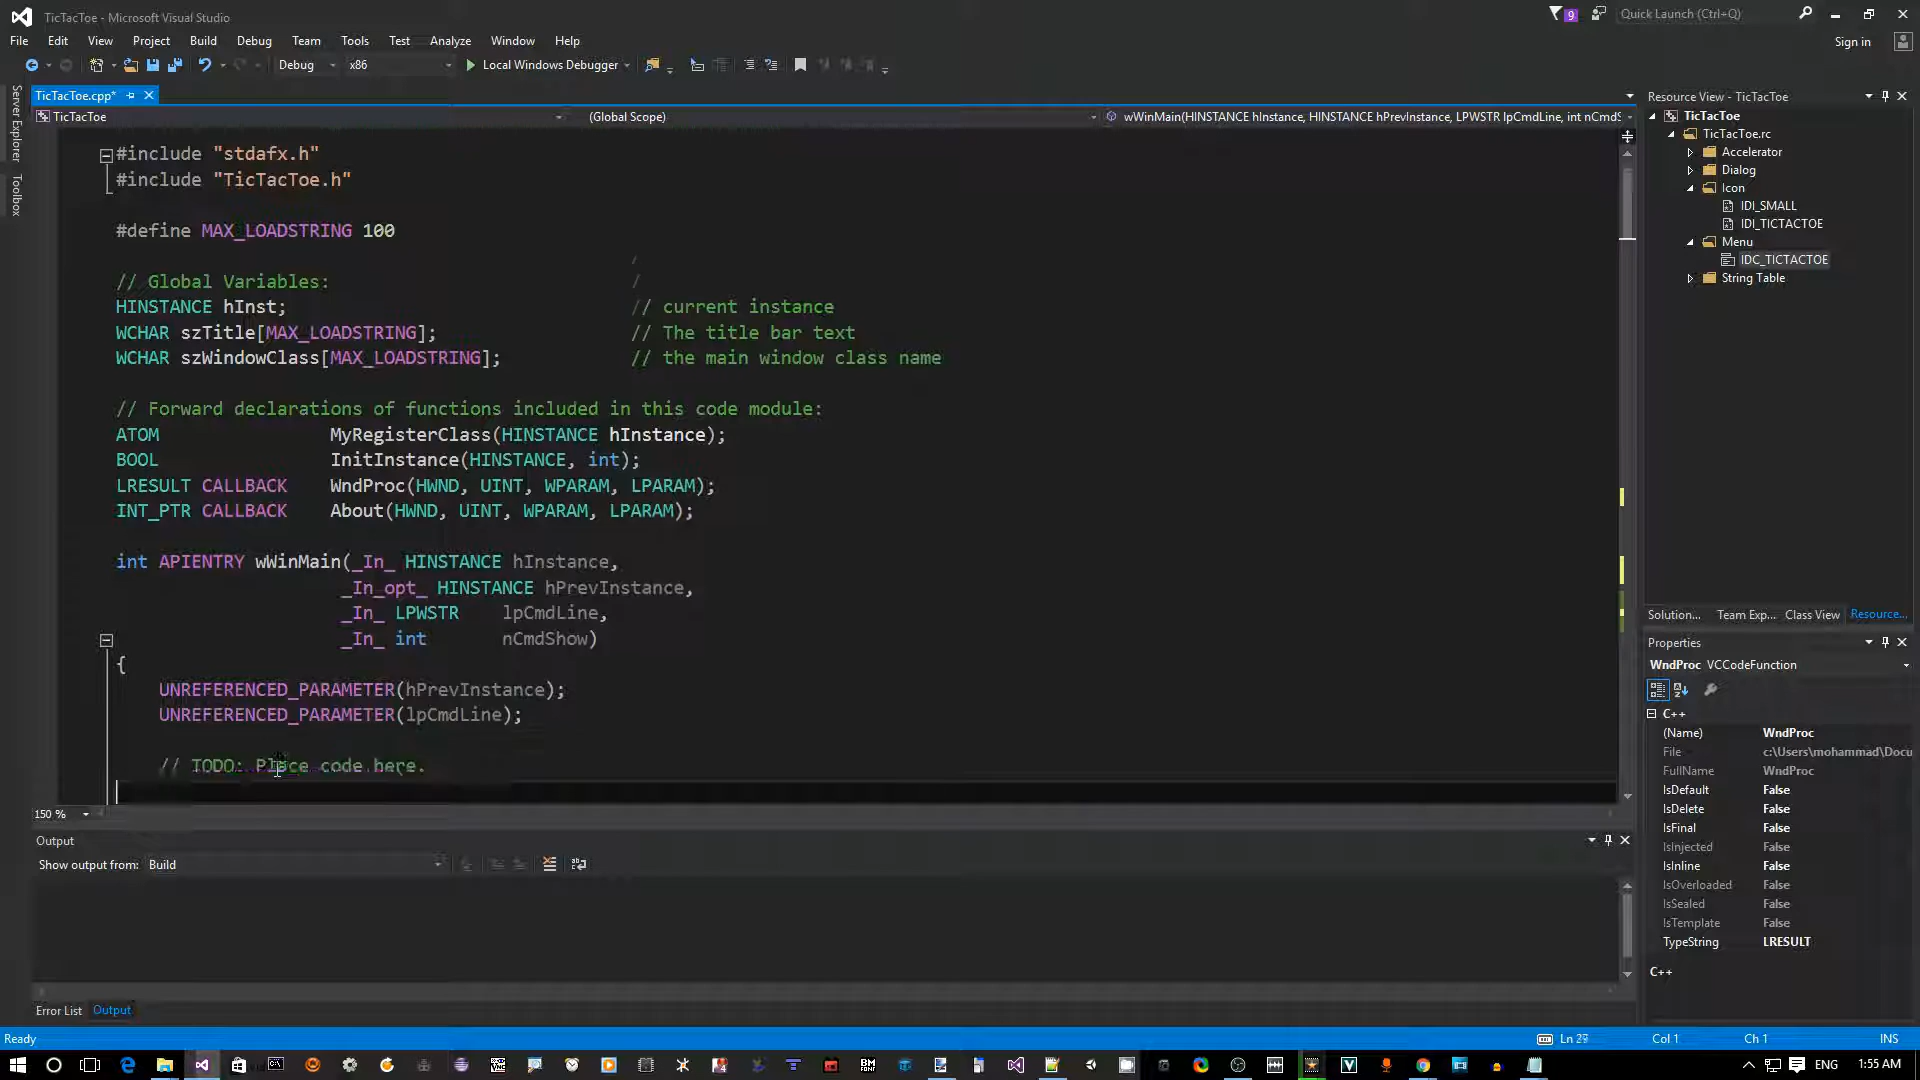 TicTacToe - Microsoft Visual Studio
9
Quick Launch (Ctrl+Q)
File Edit View Project Build Debug Team Tools Test Analyze Window Help
Sign in
Debug x86 Local Windows Debugger
Server Explorer
Toolbox
TicTacToe.cpp*
TicTacToe (Global Scope) wWinMain(HINSTANCE hInstance, HINSTANCE hPrevInstance, LPWSTR lpCmdLine, int nCmdS
#include "stdafx.h"
#include "TicTacToe.h"
#define MAX_LOADSTRING 100
// Global Variables:
HINSTANCE hInst; // current instance
WCHAR szTitle[MAX_LOADSTRING]; // The title bar text
WCHAR szWindowClass[MAX_LOADSTRING]; // the main window class name
// Forward declarations of functions included in this code module:
ATOM MyRegisterClass(HINSTANCE hInstance);
BOOL InitInstance(HINSTANCE, int);
LRESULT CALLBACK WndProc(HWND, UINT, WPARAM, LPARAM);
INT_PTR CALLBACK About(HWND, UINT, WPARAM, LPARAM);
int APIENTRY wWinMain(_In_ HINSTANCE hInstance,
_In_opt_ HINSTANCE hPrevInstance,
_In_ LPWSTR lpCmdLine,
_In_ int nCmdShow)
{
UNREFERENCED_PARAMETER(hPrevInstance);
UNREFERENCED_PARAMETER(lpCmdLine);
// TODO: Place code here.
150 %
Output
Show output from: Build
Error List Output
Resource View - TicTacToe
TicTacToe
TicTacToe.rc
Accelerator
Dialog
Icon
IDI_SMALL
IDI_TICTACTOE
Menu
IDC_TICTACTOE
String Table
Solution... Team Exp... Class View Resource...
Properties
WndProc VCCodeFunction
C++
(Name) WndProc
File c:\Users\mohammad\Docu
FullName WndProc
IsDefault False
IsDelete False
IsFinal False
IsInjected False
IsInline False
IsOverloaded False
IsSealed False
IsTemplate False
TypeString LRESULT
C++
Ready Col 1 Ch 1 INS
ENG 1:55 AM